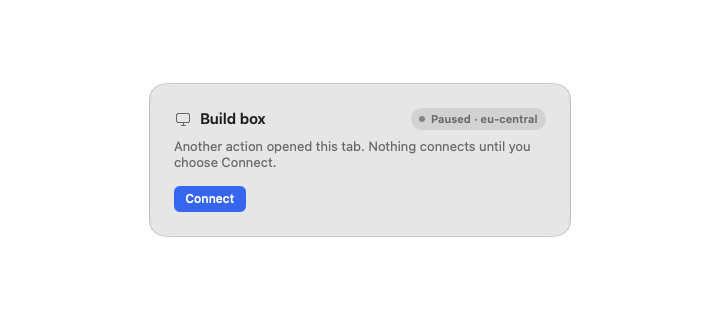 Build box
Paused · eu-central
Another action opened this tab. Nothing connects until you
choose Connect.
Connect